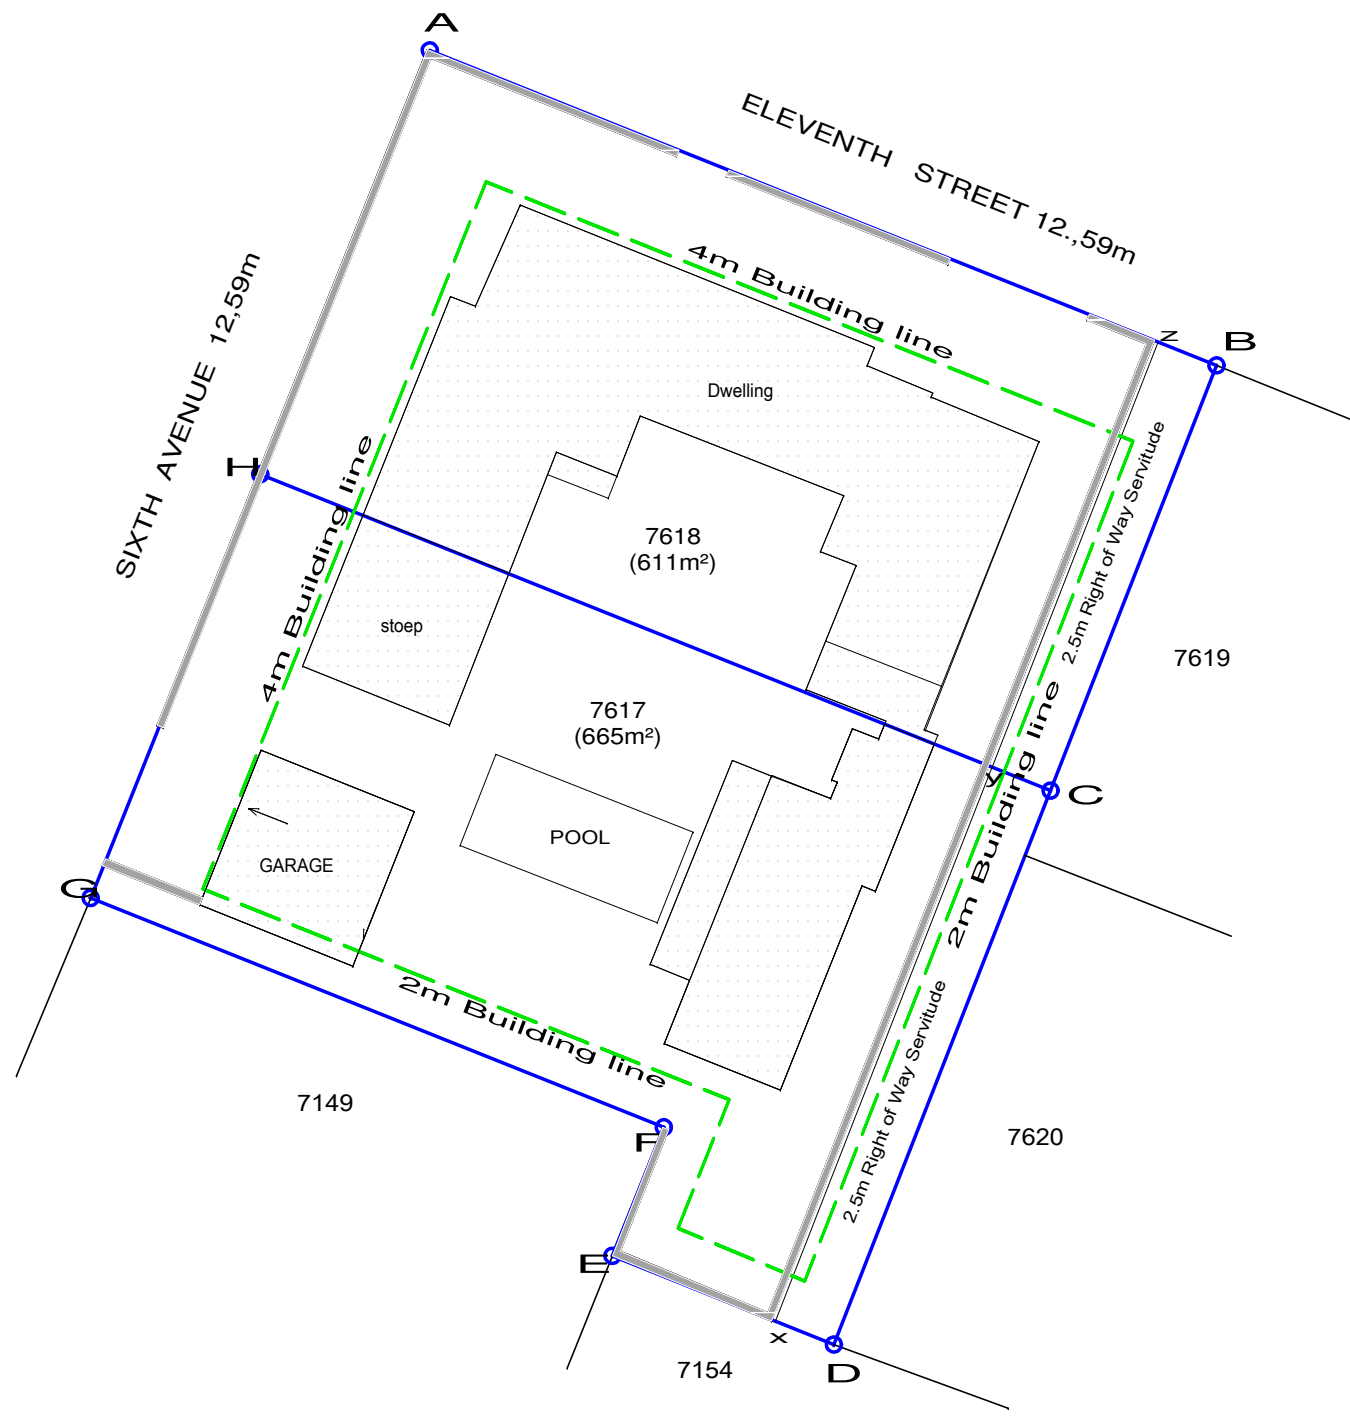 A
ELEVENTH STREET 12.,59m
4m Building line
z
B
SIXTH AVENUE 12,59m
Dwelling
H
4m Building line
7618
(611m²)
2.5m Right of Way Servitude
stoep
7619
7617
(665m²)
y
C
2m Building line
POOL
GARAGE
G
2m Building line
2.5m Right of Way Servitude
7149
F
7620
E
x
7154
D